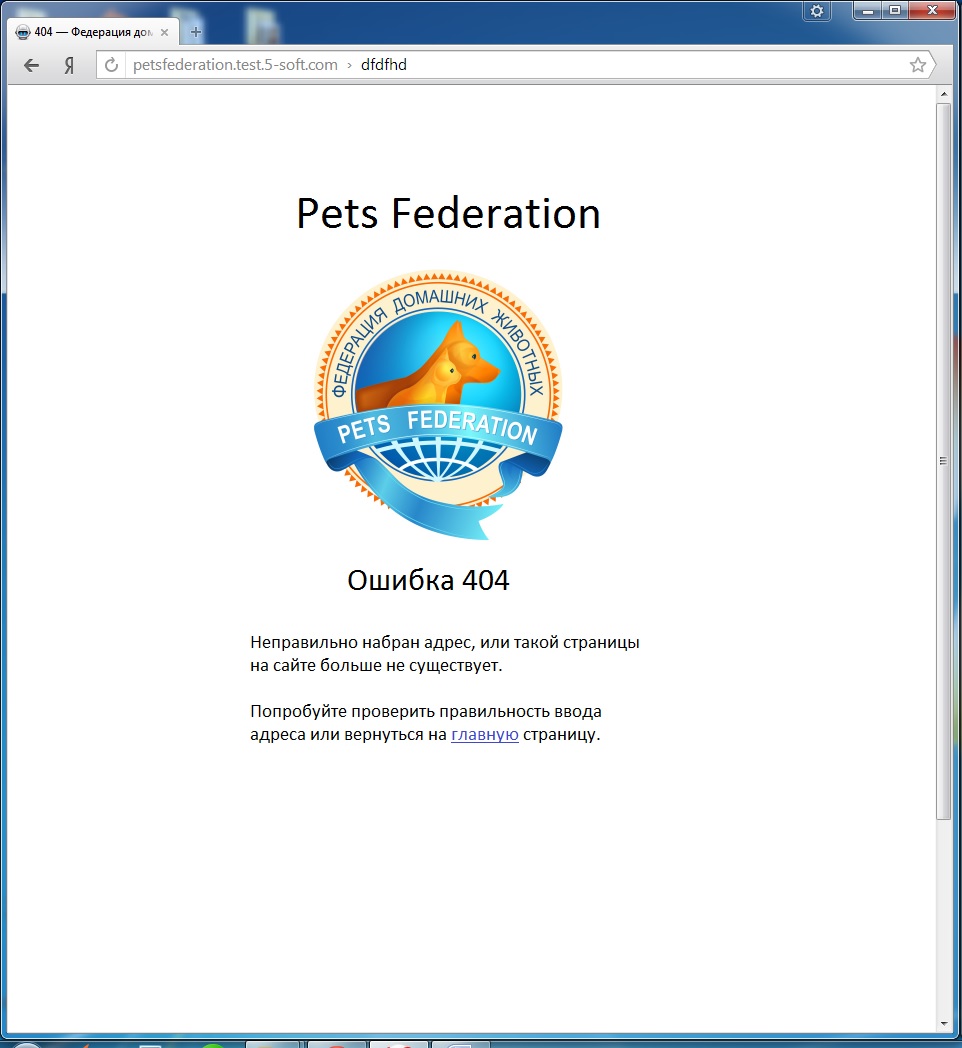 404 — Федерация дом
Я
petsfederation.test.5-soft.com › dfdfhd
Pets Federation
ФЕДЕРАЦИЯ ДОМАШНИХ ЖИВОТНЫХ
PETS FEDERATION
Ошибка 404
Неправильно набран адрес, или такой страницы
на сайте больше не существует.
Попробуйте проверить правильность ввода
адреса или вернуться на главную страницу.